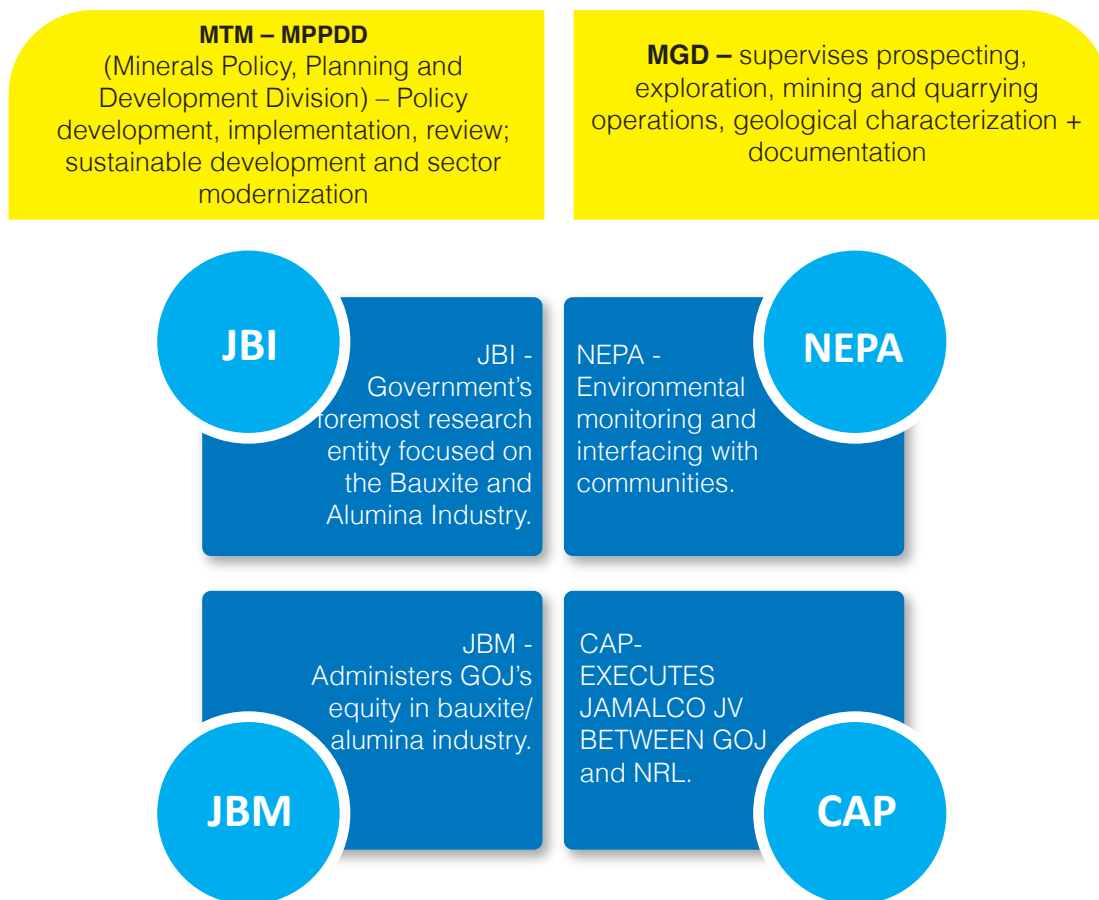 MTM – MPPDD
(Minerals Policy, Planning and
Development Division) – Policy
development, implementation, review;
sustainable development and sector
modernization
MGD – supervises prospecting,
exploration, mining and quarrying
operations, geological characterization +
documentation
JBI
JBI -
Government’s
foremost research
entity focused on
the Bauxite and
Alumina Industry.
NEPA
NEPA -
Environmental
monitoring and
interfacing with
communities.
JBM
JBM -
Administers GOJ’s
equity in bauxite/
alumina industry.
CAP
CAP-
EXECUTES
JAMALCO JV
BETWEEN GOJ
and NRL.